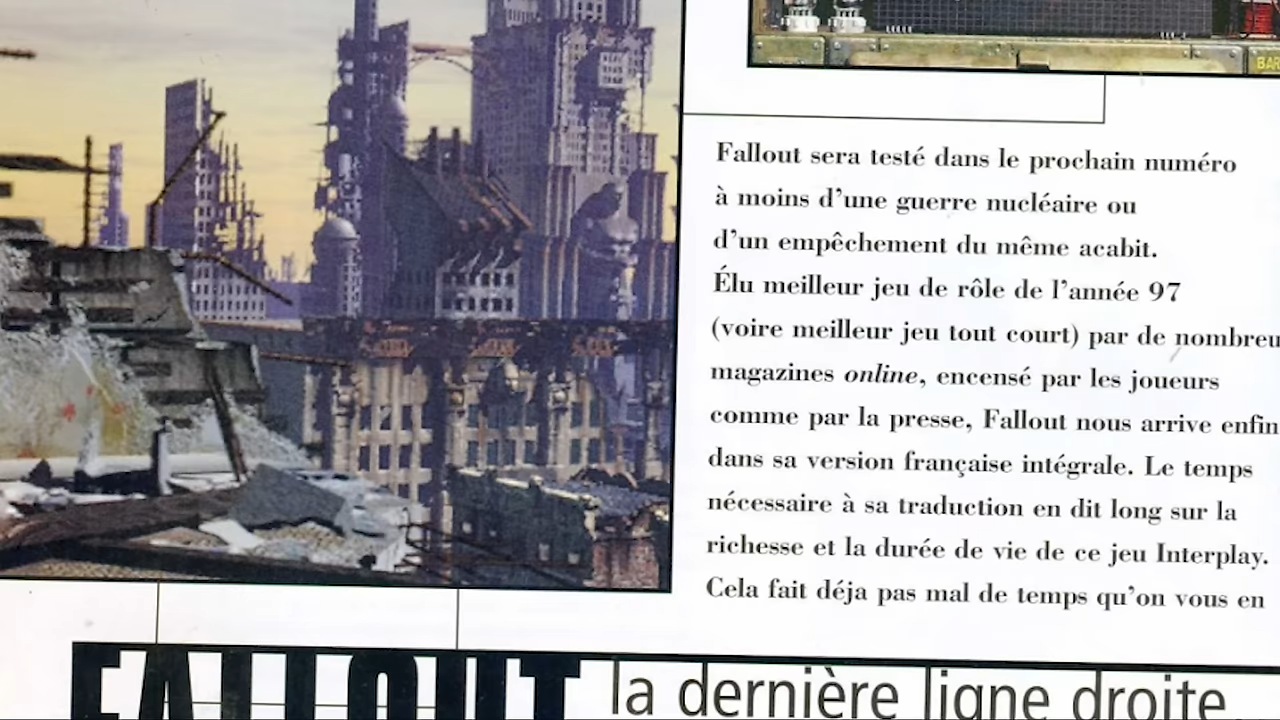 BAR
Fallout sera testé dans le prochain numéro
à moins d'une guerre nucléaire ou
d'un empêchement du même acabit.
Élu meilleur jeu de rôle de l'année 97
(voire meilleur jeu tout court) par de nombreu
magazines online, encensé par les joueurs
comme par la presse, Fallout nous arrive enfin
dans sa version française intégrale. Le temps
nécessaire à sa traduction en dit long sur la
richesse et la durée de vie de ce jeu Interplay.
Cela fait déja pas mal de temps qu'on vous en
FALLOUT la dernière ligne droite